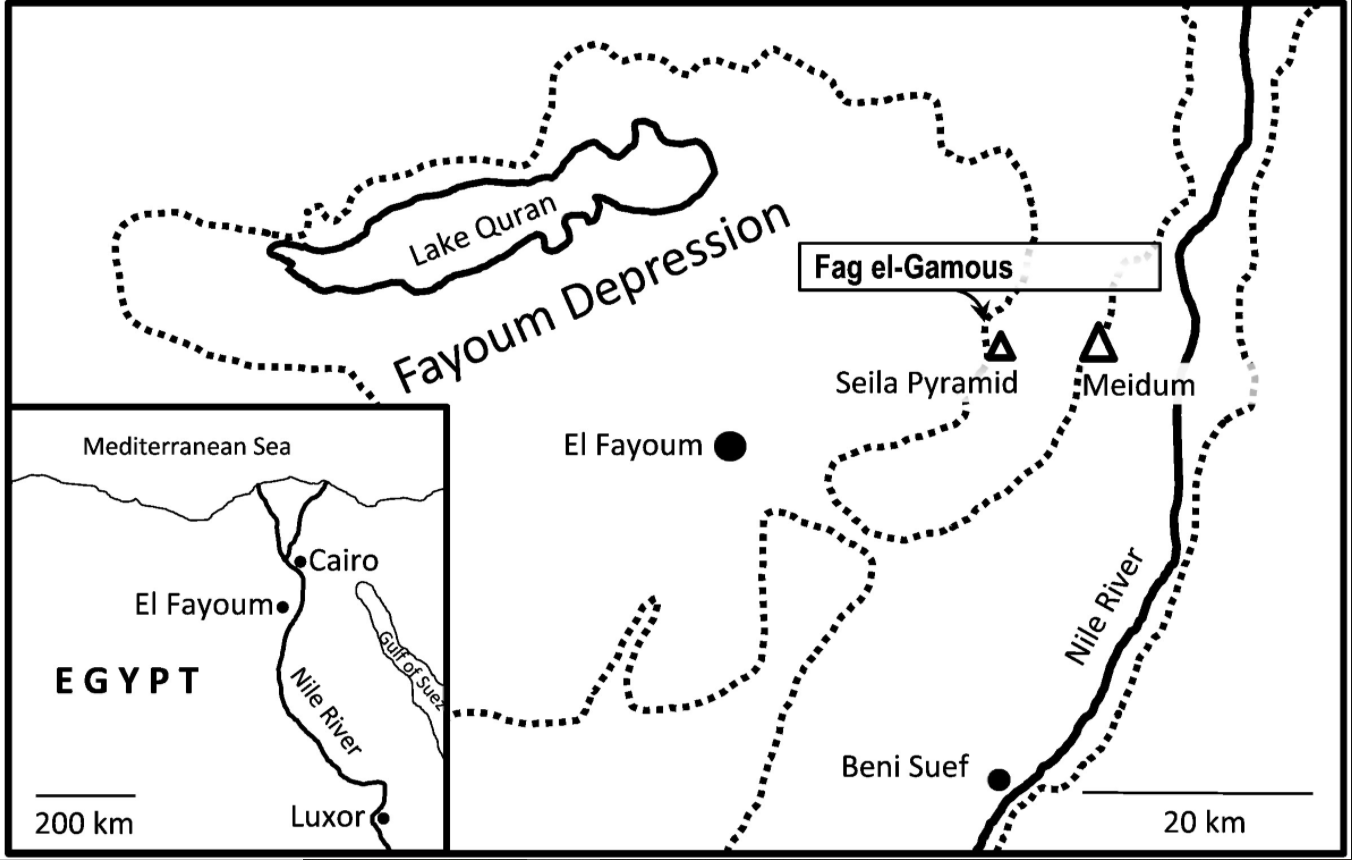 Lake Quran
Fayoum Depression
Fag el-Gamous
Seila Pyramid
Meidum
El Fayoum
Nile River
Beni Suef
20 km
Mediterranean Sea
Cairo
El Fayoum
Gulf of Suez
EGYPT
Nile River
200 km
Luxor